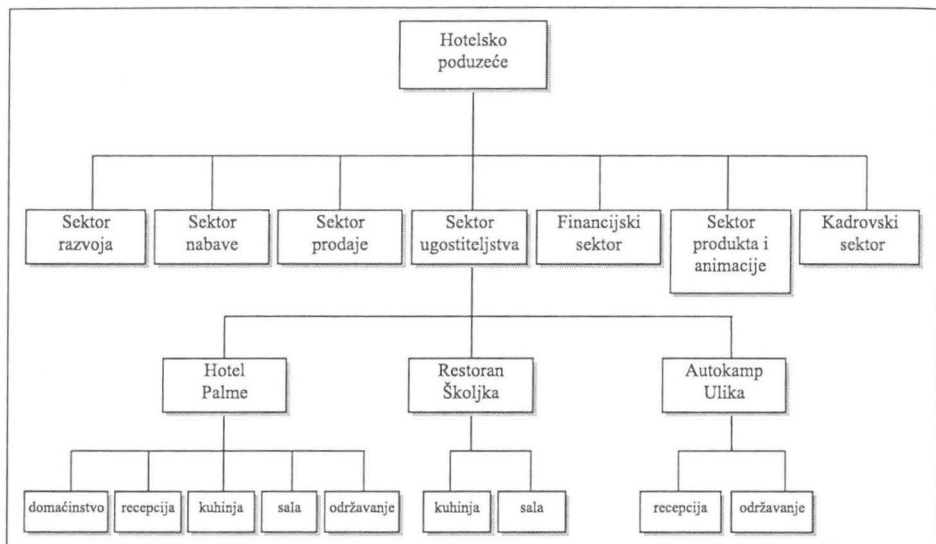 Hotelsko
poduzeće
Sektor
razvoja
Sektor
nabave
Sektor
prodaje
Sektor
ugostiteljstva
Financijski
sektor
Sektor
produkta i
animacije
Kadrovski
sektor
Hotel
Palme
Restoran
Školjka
Autokamp
Ulika
domaćinstvo
recepcija
kuhinja
sala
održavanje
kuhinja
sala
recepcija
održavanje